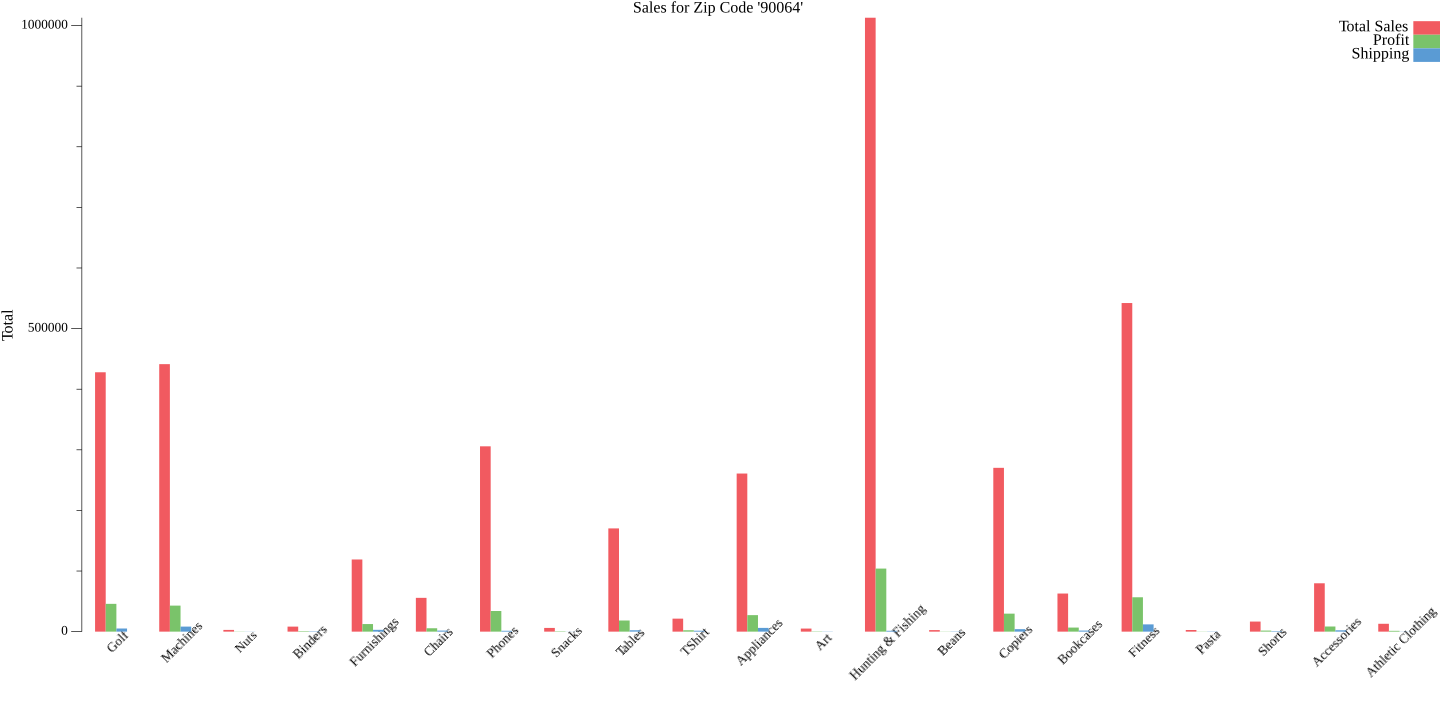 Sales for Zip Code '90064'
Total Sales
Profit
Shipping
1000000
500000
0
Total
Golf
Machines
Nuts
Binders
Furnishings
Chairs
Phones
Snacks
Tables
TShirt
Appliances
Art
Hunting & Fishing
Beans
Copiers
Bookcases
Fitness
Pasta
Shorts
Accessories
Athletic Clothing